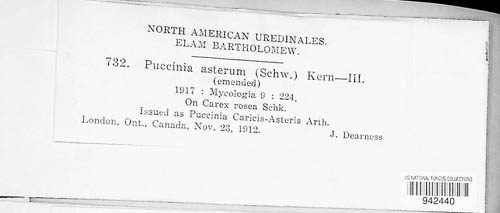 NORTH AMERICAN UREDINALES.
ELAM BARTHOLOMEW.
732. Puccinia asterum (Schw.) Kern—III.
(emended)
1917 : Mycologia 9 : 224.
On Carex rosea Schk.
Issued as Puccinia Caricis-Asteris Arth.
London, Ont., Canada, Nov. 23, 1912. J. Dearness
US NATIONAL FUNGUS COLLECTIONS
942440